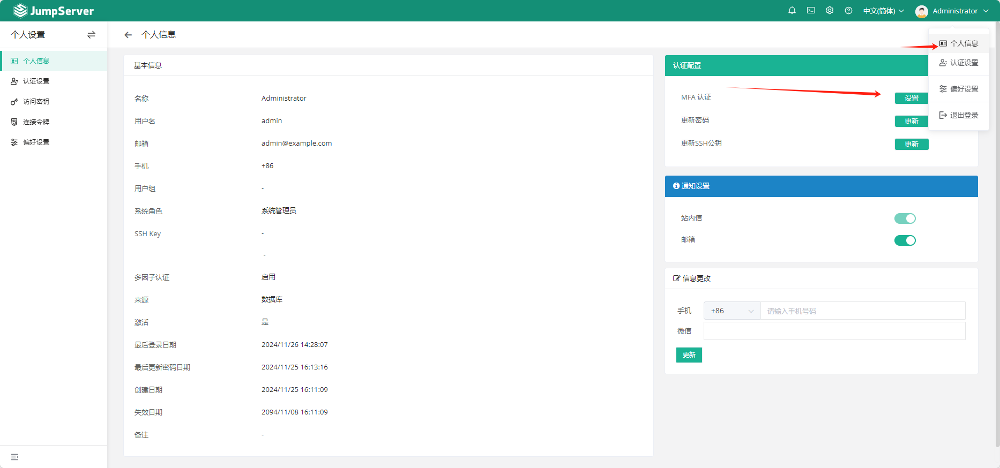 JumpServer
中文(简体)
Administrator
个人设置
个人信息
个人信息
认证设置
访问密钥
连接令牌
偏好设置
个人信息
认证设置
偏好设置
退出登录
基本信息
名称 Administrator
用户名 admin
邮箱 admin@example.com
手机 +86
用户组 -
系统角色 系统管理员
SSH Key -
-
多因子认证 启用
来源 数据库
激活 是
最后登录日期 2024/11/26 14:28:07
最后更新密码日期 2024/11/25 16:13:16
创建日期 2024/11/25 16:11:09
失效日期 2094/11/08 16:11:09
备注 -
认证配置
MFA 认证 设置
更新密码 更新
更新SSH公钥 更新
通知设置
站内信
邮箱
信息更改
手机 +86 请输入手机号码
微信
更新